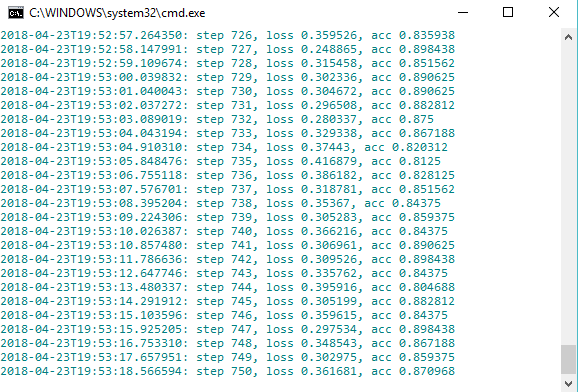 C:\WINDOWS\system32\cmd.exe
2018-04-23T19:52:57.264350: step 726, loss 0.359526, acc 0.835938
2018-04-23T19:52:58.147991: step 727, loss 0.248865, acc 0.898438
2018-04-23T19:52:59.109674: step 728, loss 0.315458, acc 0.851562
2018-04-23T19:53:00.039832: step 729, loss 0.302336, acc 0.890625
2018-04-23T19:53:01.040043: step 730, loss 0.304672, acc 0.890625
2018-04-23T19:53:02.037272: step 731, loss 0.296508, acc 0.882812
2018-04-23T19:53:03.089019: step 732, loss 0.280337, acc 0.875
2018-04-23T19:53:04.043194: step 733, loss 0.329338, acc 0.867188
2018-04-23T19:53:04.910310: step 734, loss 0.37443, acc 0.820312
2018-04-23T19:53:05.848476: step 735, loss 0.416879, acc 0.8125
2018-04-23T19:53:06.755118: step 736, loss 0.386182, acc 0.828125
2018-04-23T19:53:07.576701: step 737, loss 0.318781, acc 0.851562
2018-04-23T19:53:08.395204: step 738, loss 0.35367, acc 0.84375
2018-04-23T19:53:09.224306: step 739, loss 0.305283, acc 0.859375
2018-04-23T19:53:10.026387: step 740, loss 0.366216, acc 0.84375
2018-04-23T19:53:10.857480: step 741, loss 0.306961, acc 0.890625
2018-04-23T19:53:11.786636: step 742, loss 0.309526, acc 0.898438
2018-04-23T19:53:12.647746: step 743, loss 0.335762, acc 0.84375
2018-04-23T19:53:13.480337: step 744, loss 0.395916, acc 0.804688
2018-04-23T19:53:14.291912: step 745, loss 0.305199, acc 0.882812
2018-04-23T19:53:15.103596: step 746, loss 0.359615, acc 0.84375
2018-04-23T19:53:15.925205: step 747, loss 0.297534, acc 0.898438
2018-04-23T19:53:16.753310: step 748, loss 0.348543, acc 0.867188
2018-04-23T19:53:17.657951: step 749, loss 0.302975, acc 0.859375
2018-04-23T19:53:18.566594: step 750, loss 0.361681, acc 0.870968